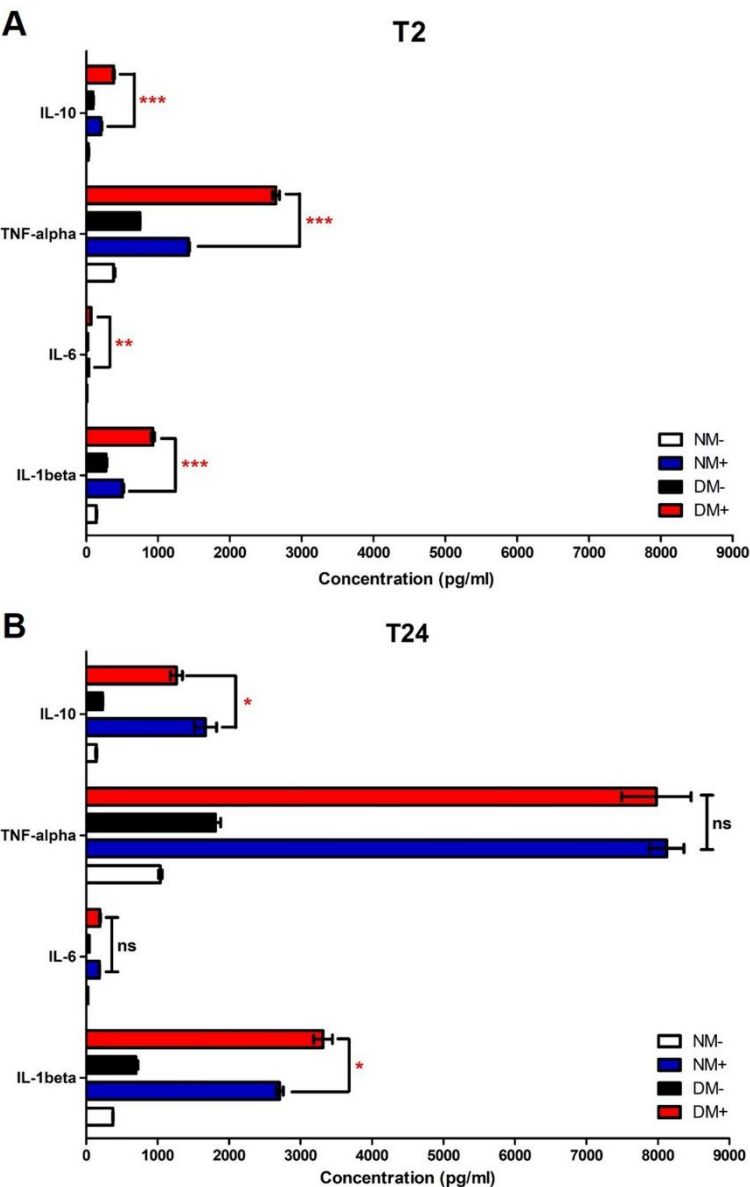 A
T2
IL-10
***
TNF-alpha
***
IL-6
**
IL-1beta
***
NM-
NM+
DM-
DM+
0 1000 2000 3000 4000 5000 6000 7000 8000 9000
Concentration (pg/ml)
B
T24
IL-10
*
TNF-alpha
ns
IL-6
ns
IL-1beta
*
NM-
NM+
DM-
DM+
0 1000 2000 3000 4000 5000 6000 7000 8000 9000
Concentration (pg/ml)